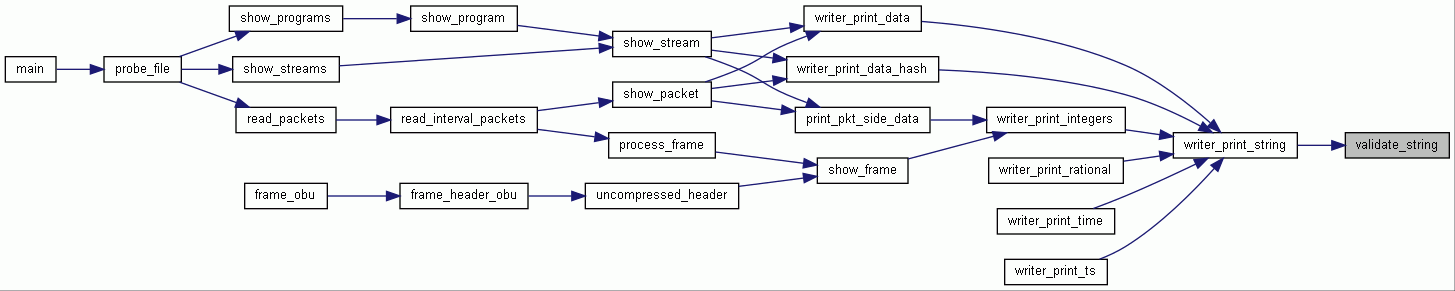 main
probe_file
show_programs
show_streams
read_packets
show_program
read_interval_packets
frame_obu
frame_header_obu
show_stream
show_packet
process_frame
uncompressed_header
writer_print_data
writer_print_data_hash
print_pkt_side_data
show_frame
writer_print_integers
writer_print_rational
writer_print_time
writer_print_ts
writer_print_string
validate_string